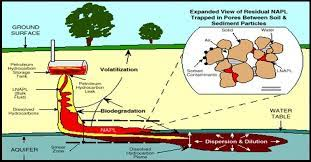 Expanded View of Residual NAPL
Trapped in Pores Between Soil &
Sediment Particles
GROUND
SURFACE
Solid
Water
Air
Petroleum
Hydrocarbon
Storage
Tank
Volatilization
Petroleum
Hydrocarbon
Leak
LNAPL
Sorbed
Contaminants
Dissolved
Hydrocarbons
Biodegradation
WATER
TABLE
NAPL
Dispersion & Dilution
Smear
Zone
Dissolved
Hydrocarbon
Plume
AQUIFER